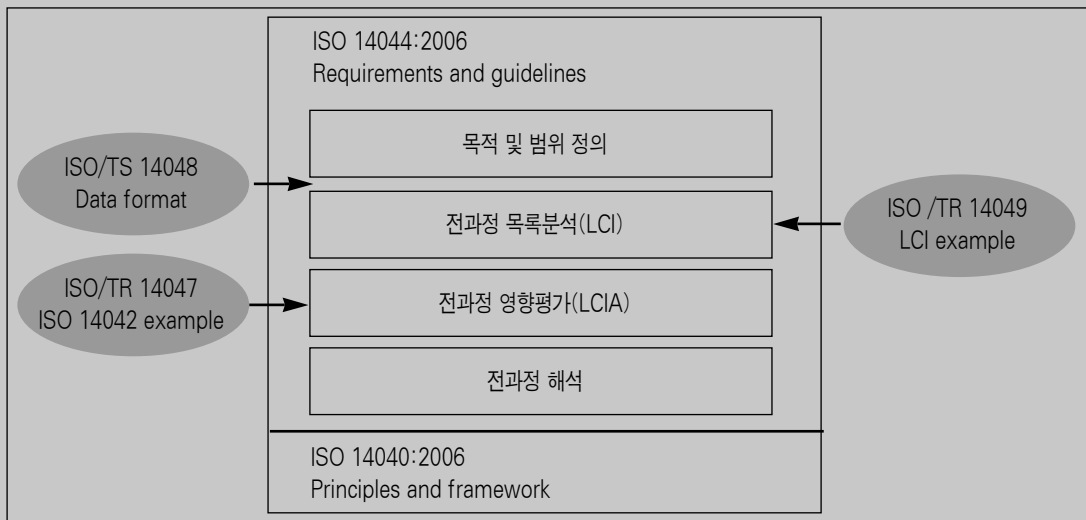 ISO 14044:2006
Requirements and guidelines
목적 및 범위 정의
ISO/TS 14048
Data format
전과정 목록분석(LCI)
ISO /TR 14049
LCI example
ISO/TR 14047
ISO 14042 example
전과정 영향평가(LCIA)
전과정 해석
ISO 14040:2006
Principles and framework